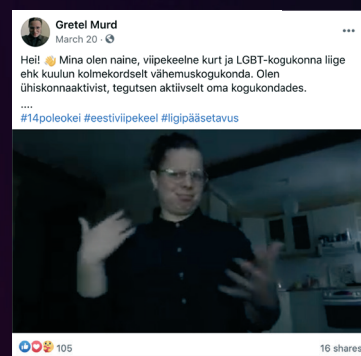 Gretel Murd
March 20 ·
Hei! 👋 Mina olen naine, viipekeelne kurt ja LGBT-kogukonna liige
ehk kuulun kolmekordselt vähemuskogukonda. Olen
ühiskonnaaktivist, tegutsen aktiivselt oma kogukondades.
....
#14poleokei #eestiviipekeel #ligipääsetavus
105
16 shares